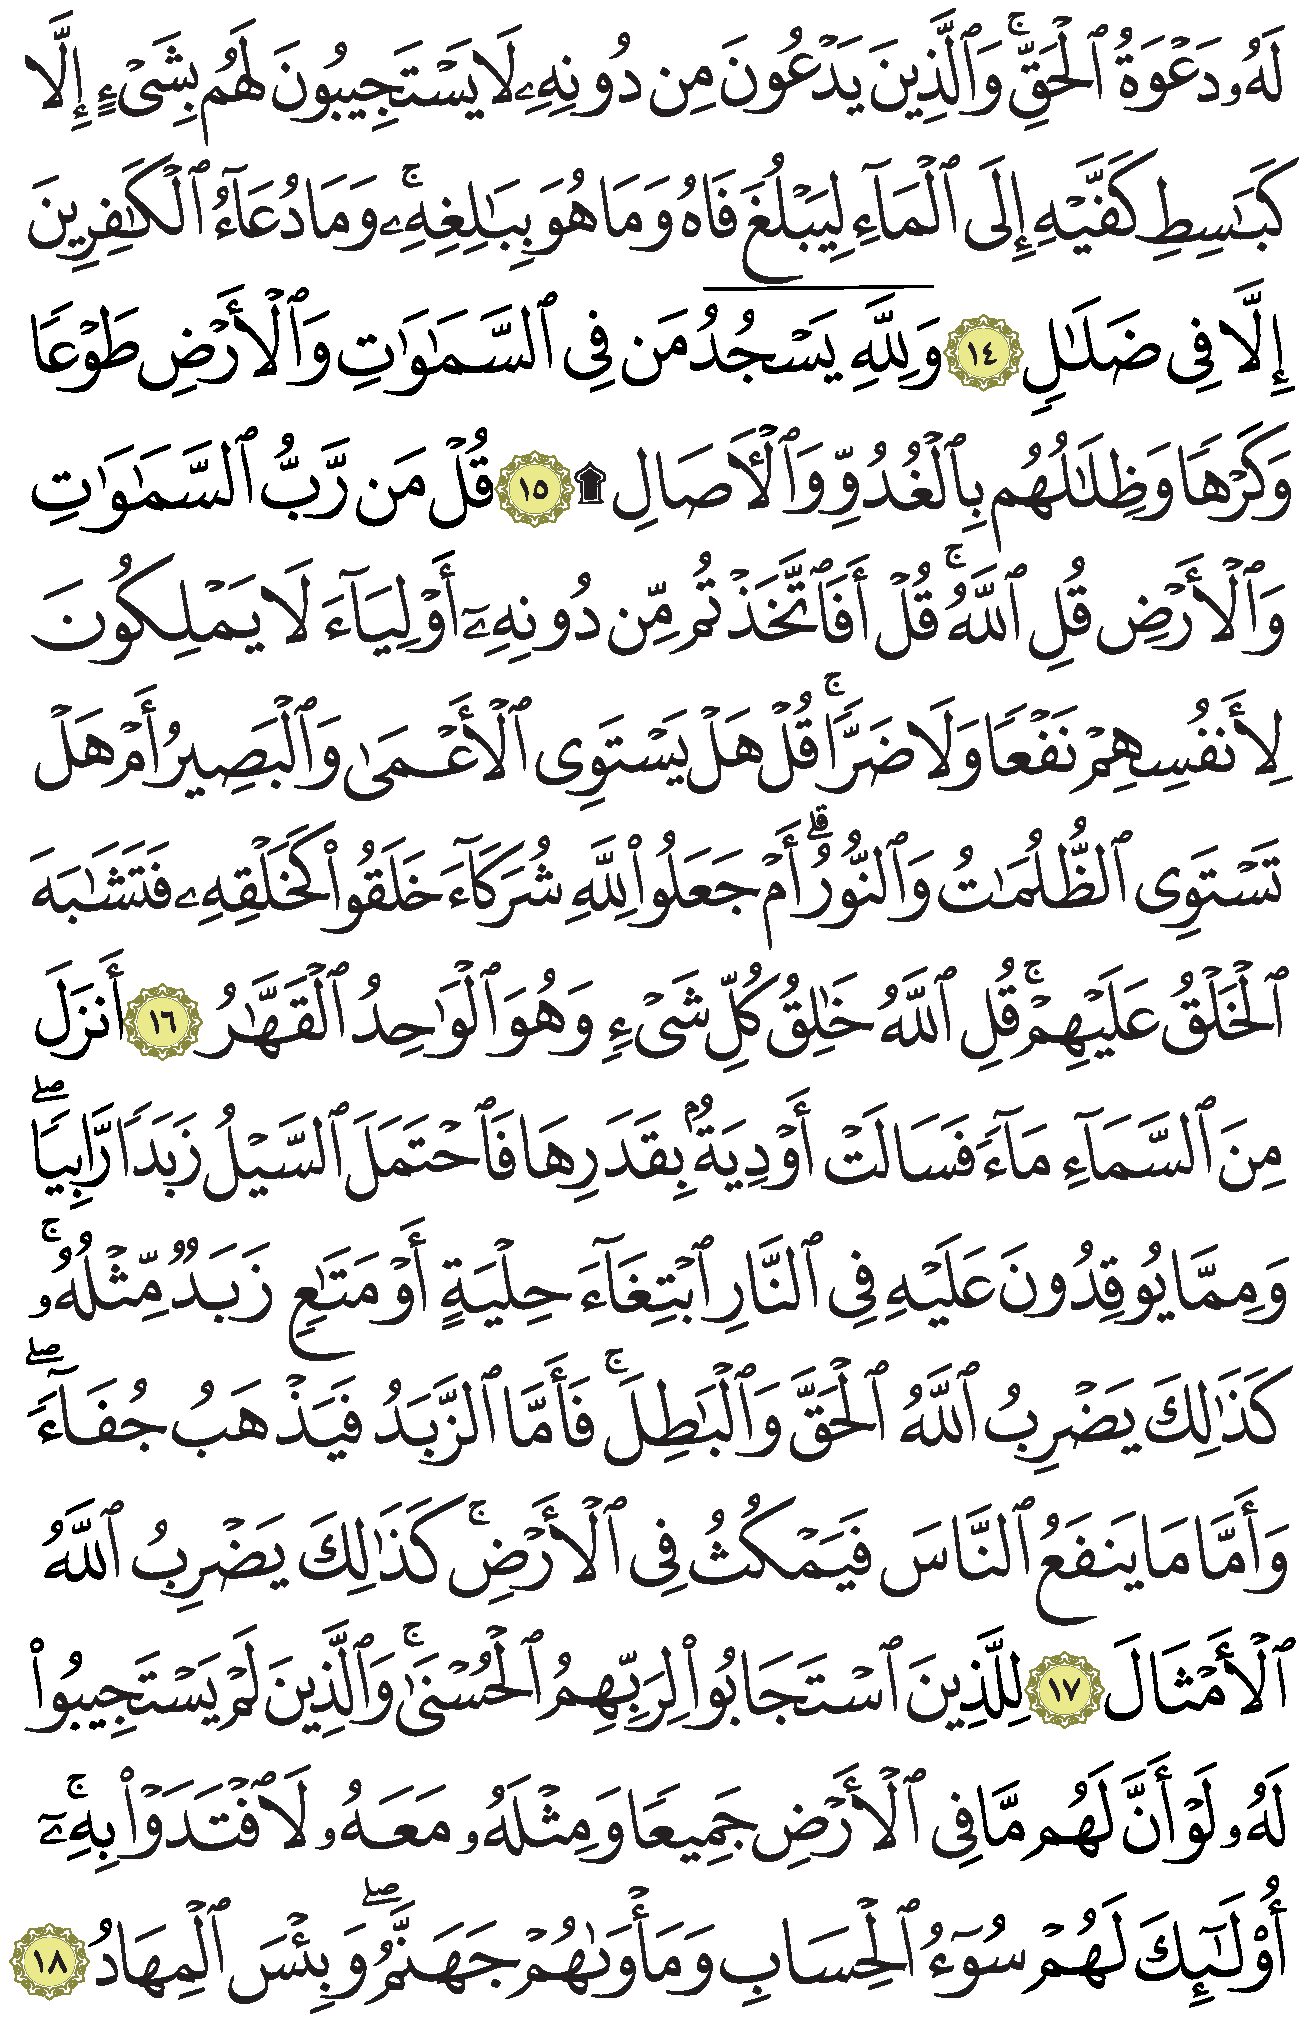 لَهُۥ دَعْوَةُ ٱلْحَقِّ ۚ وَٱلَّذِينَ يَدْعُونَ مِن دُونِهِۦ لَا يَسْتَجِيبُونَ لَهُم بِشَىْءٍ إِلَّا
كَبَـٰسِطِ كَفَّيْهِ إِلَى ٱلْمَآءِ لِيَبْلُغَ فَاهُ وَمَا هُوَ بِبَـٰلِغِهِۦ ۚ وَمَا دُعَآءُ ٱلْكَـٰفِرِينَ
إِلَّا فِى ضَلَـٰلٍ ١٤ وَلِلَّهِ يَسْجُدُ مَن فِى ٱلسَّمَـٰوَٰتِ وَٱلْأَرْضِ طَوْعًا
وَكَرْهًا وَظِلَـٰلُهُم بِٱلْغُدُوِّ وَٱلْـَٔاصَالِ ۩ ١٥ قُلْ مَن رَّبُّ ٱلسَّمَـٰوَٰتِ
وَٱلْأَرْضِ قُلِ ٱللَّهُ ۚ قُلْ أَفَٱتَّخَذْتُم مِّن دُونِهِۦٓ أَوْلِيَآءَ لَا يَمْلِكُونَ
لِأَنفُسِهِمْ نَفْعًا وَلَا ضَرًّا ۚ قُلْ هَلْ يَسْتَوِى ٱلْأَعْمَىٰ وَٱلْبَصِيرُ أَمْ هَلْ
تَسْتَوِى ٱلظُّلُمَـٰتُ وَٱلنُّورُ ۗ أَمْ جَعَلُوا۟ لِلَّهِ شُرَكَآءَ خَلَقُوا۟ كَخَلْقِهِۦ فَتَشَـٰبَهَ
ٱلْخَلْقُ عَلَيْهِمْ ۚ قُلِ ٱللَّهُ خَـٰلِقُ كُلِّ شَىْءٍ وَهُوَ ٱلْوَٰحِدُ ٱلْقَهَّـٰرُ ١٦ أَنزَلَ
مِنَ ٱلسَّمَآءِ مَآءً فَسَالَتْ أَوْدِيَةٌۢ بِقَدَرِهَا فَٱحْتَمَلَ ٱلسَّيْلُ زَبَدًا رَّابِيًا ۖ
وَمِمَّا يُوقِدُونَ عَلَيْهِ فِى ٱلنَّارِ ٱبْتِغَآءَ حِلْيَةٍ أَوْ مَتَـٰعٍ زَبَدٌ مِّثْلُهُۥ ۚ
كَذَٰلِكَ يَضْرِبُ ٱللَّهُ ٱلْحَقَّ وَٱلْبَـٰطِلَ ۚ فَأَمَّا ٱلزَّبَدُ فَيَذْهَبُ جُفَآءً ۖ
وَأَمَّا مَا يَنفَعُ ٱلنَّاسَ فَيَمْكُثُ فِى ٱلْأَرْضِ ۚ كَذَٰلِكَ يَضْرِبُ ٱللَّهُ
ٱلْأَمْثَالَ ١٧ لِلَّذِينَ ٱسْتَجَابُوا۟ لِرَبِّهِمُ ٱلْحُسْنَىٰ ۚ وَٱلَّذِينَ لَمْ يَسْتَجِيبُوا۟
لَهُۥ لَوْ أَنَّ لَهُم مَّا فِى ٱلْأَرْضِ جَمِيعًا وَمِثْلَهُۥ مَعَهُۥ لَٱفْتَدَوْا۟ بِهِۦٓ ۚ
أُو۟لَـٰٓئِكَ لَهُمْ سُوٓءُ ٱلْحِسَابِ وَمَأْوَىٰهُمْ جَهَنَّمُ ۖ وَبِئْسَ ٱلْمِهَادُ ١٨